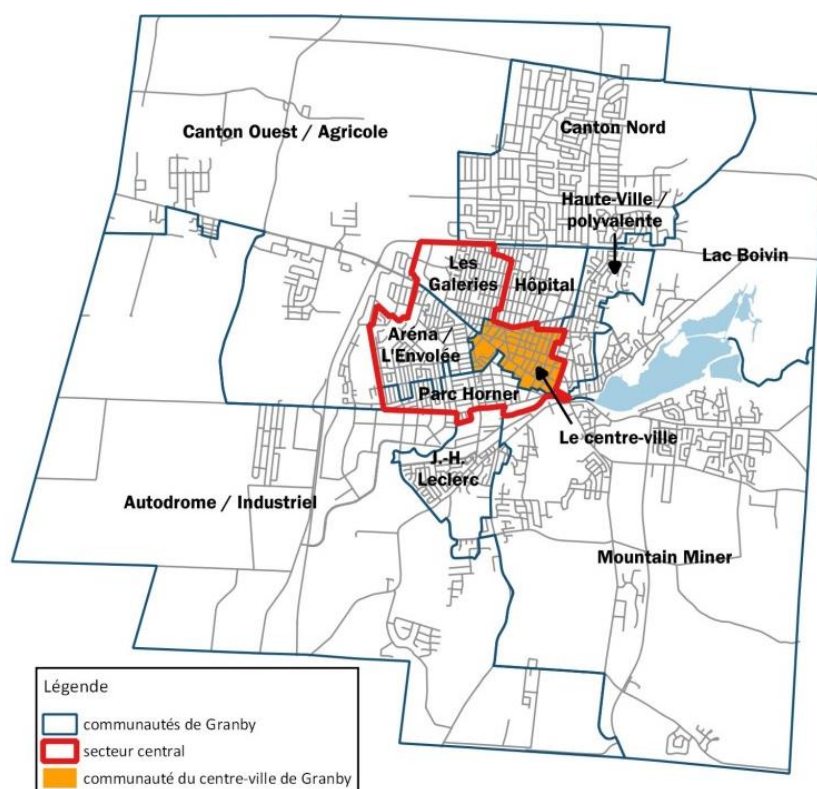 Canton Ouest / Agricole
Canton Nord
Haute-Ville /
polyvalente
Lac Boivin
Les
Galeries
Hôpital
Aréna /
L'Envolée
Parc Horner
Le centre-ville
J.-H.
Leclerc
Autodrome / Industriel
Mountain Miner
Légende
communautés de Granby
secteur central
communauté du centre-ville de Granby